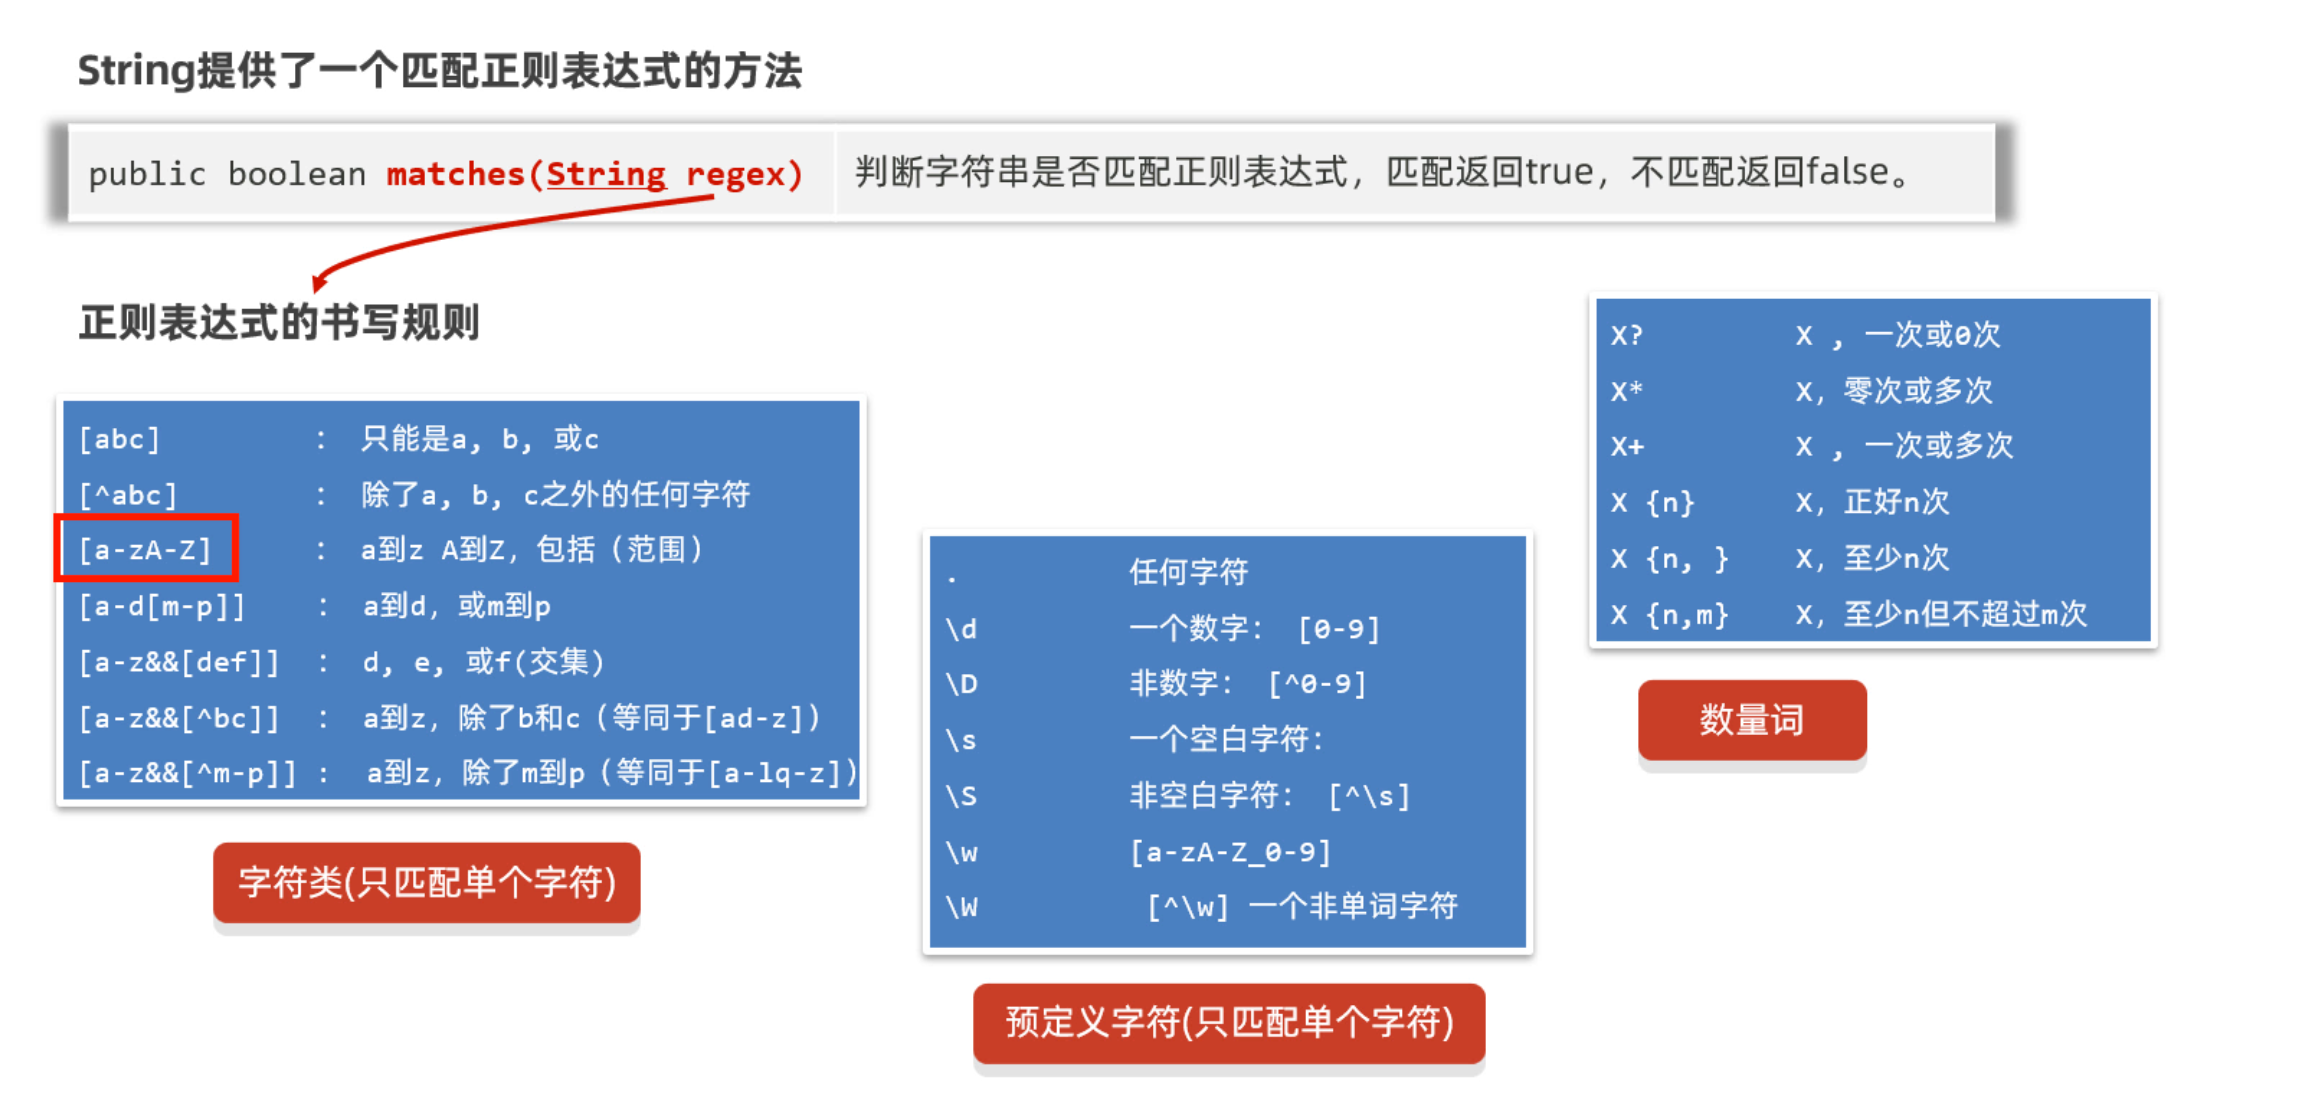 String提供了一个匹配正则表达式的方法
public boolean matches(String regex) 判断字符串是否匹配正则表达式，匹配返回true，不匹配返回false。
正则表达式的书写规则
[abc] : 只能是a, b, 或c
[^abc] : 除了a, b, c之外的任何字符
[a-zA-Z] : a到z A到Z，包括（范围）
[a-d[m-p]] : a到d，或m到p
[a-z&&[def]] : d, e, 或f(交集)
[a-z&&[^bc]] : a到z，除了b和c（等同于[ad-z]）
[a-z&&[^m-p]] : a到z，除了m到p（等同于[a-lq-z]）
字符类(只匹配单个字符)
. 任何字符
\d 一个数字： [0-9]
\D 非数字： [^0-9]
\s 一个空白字符：
\S 非空白字符： [^\s]
\w [a-zA-Z_0-9]
\W [^\w] 一个非单词字符
预定义字符(只匹配单个字符)
X? X , 一次或0次
X* X，零次或多次
X+ X , 一次或多次
X {n} X，正好n次
X {n, } X，至少n次
X {n,m} X，至少n但不超过m次
数量词